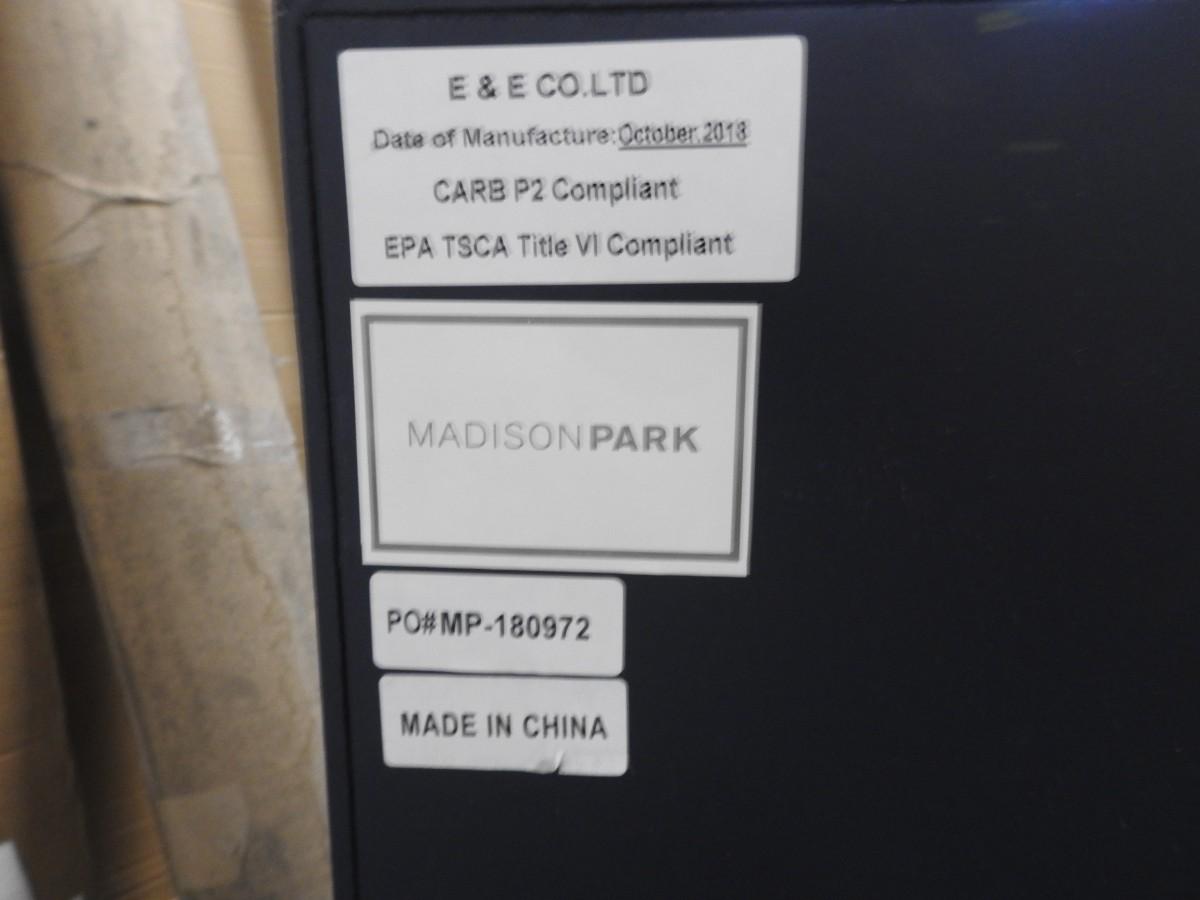 E & E CO.LTD
Date of Manufacture:October.2018
CARB P2 Compliant
EPA TSCA Title VI Compliant
MADISONPARK
PO#MP-180972
MADE IN CHINA